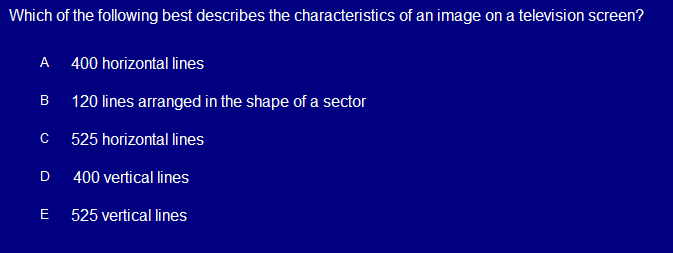 Which of the following best describes the characteristics of an image on a television screen?
A 400 horizontal lines
B 120 lines arranged in the shape of a sector
C 525 horizontal lines
D 400 vertical lines
E 525 vertical lines